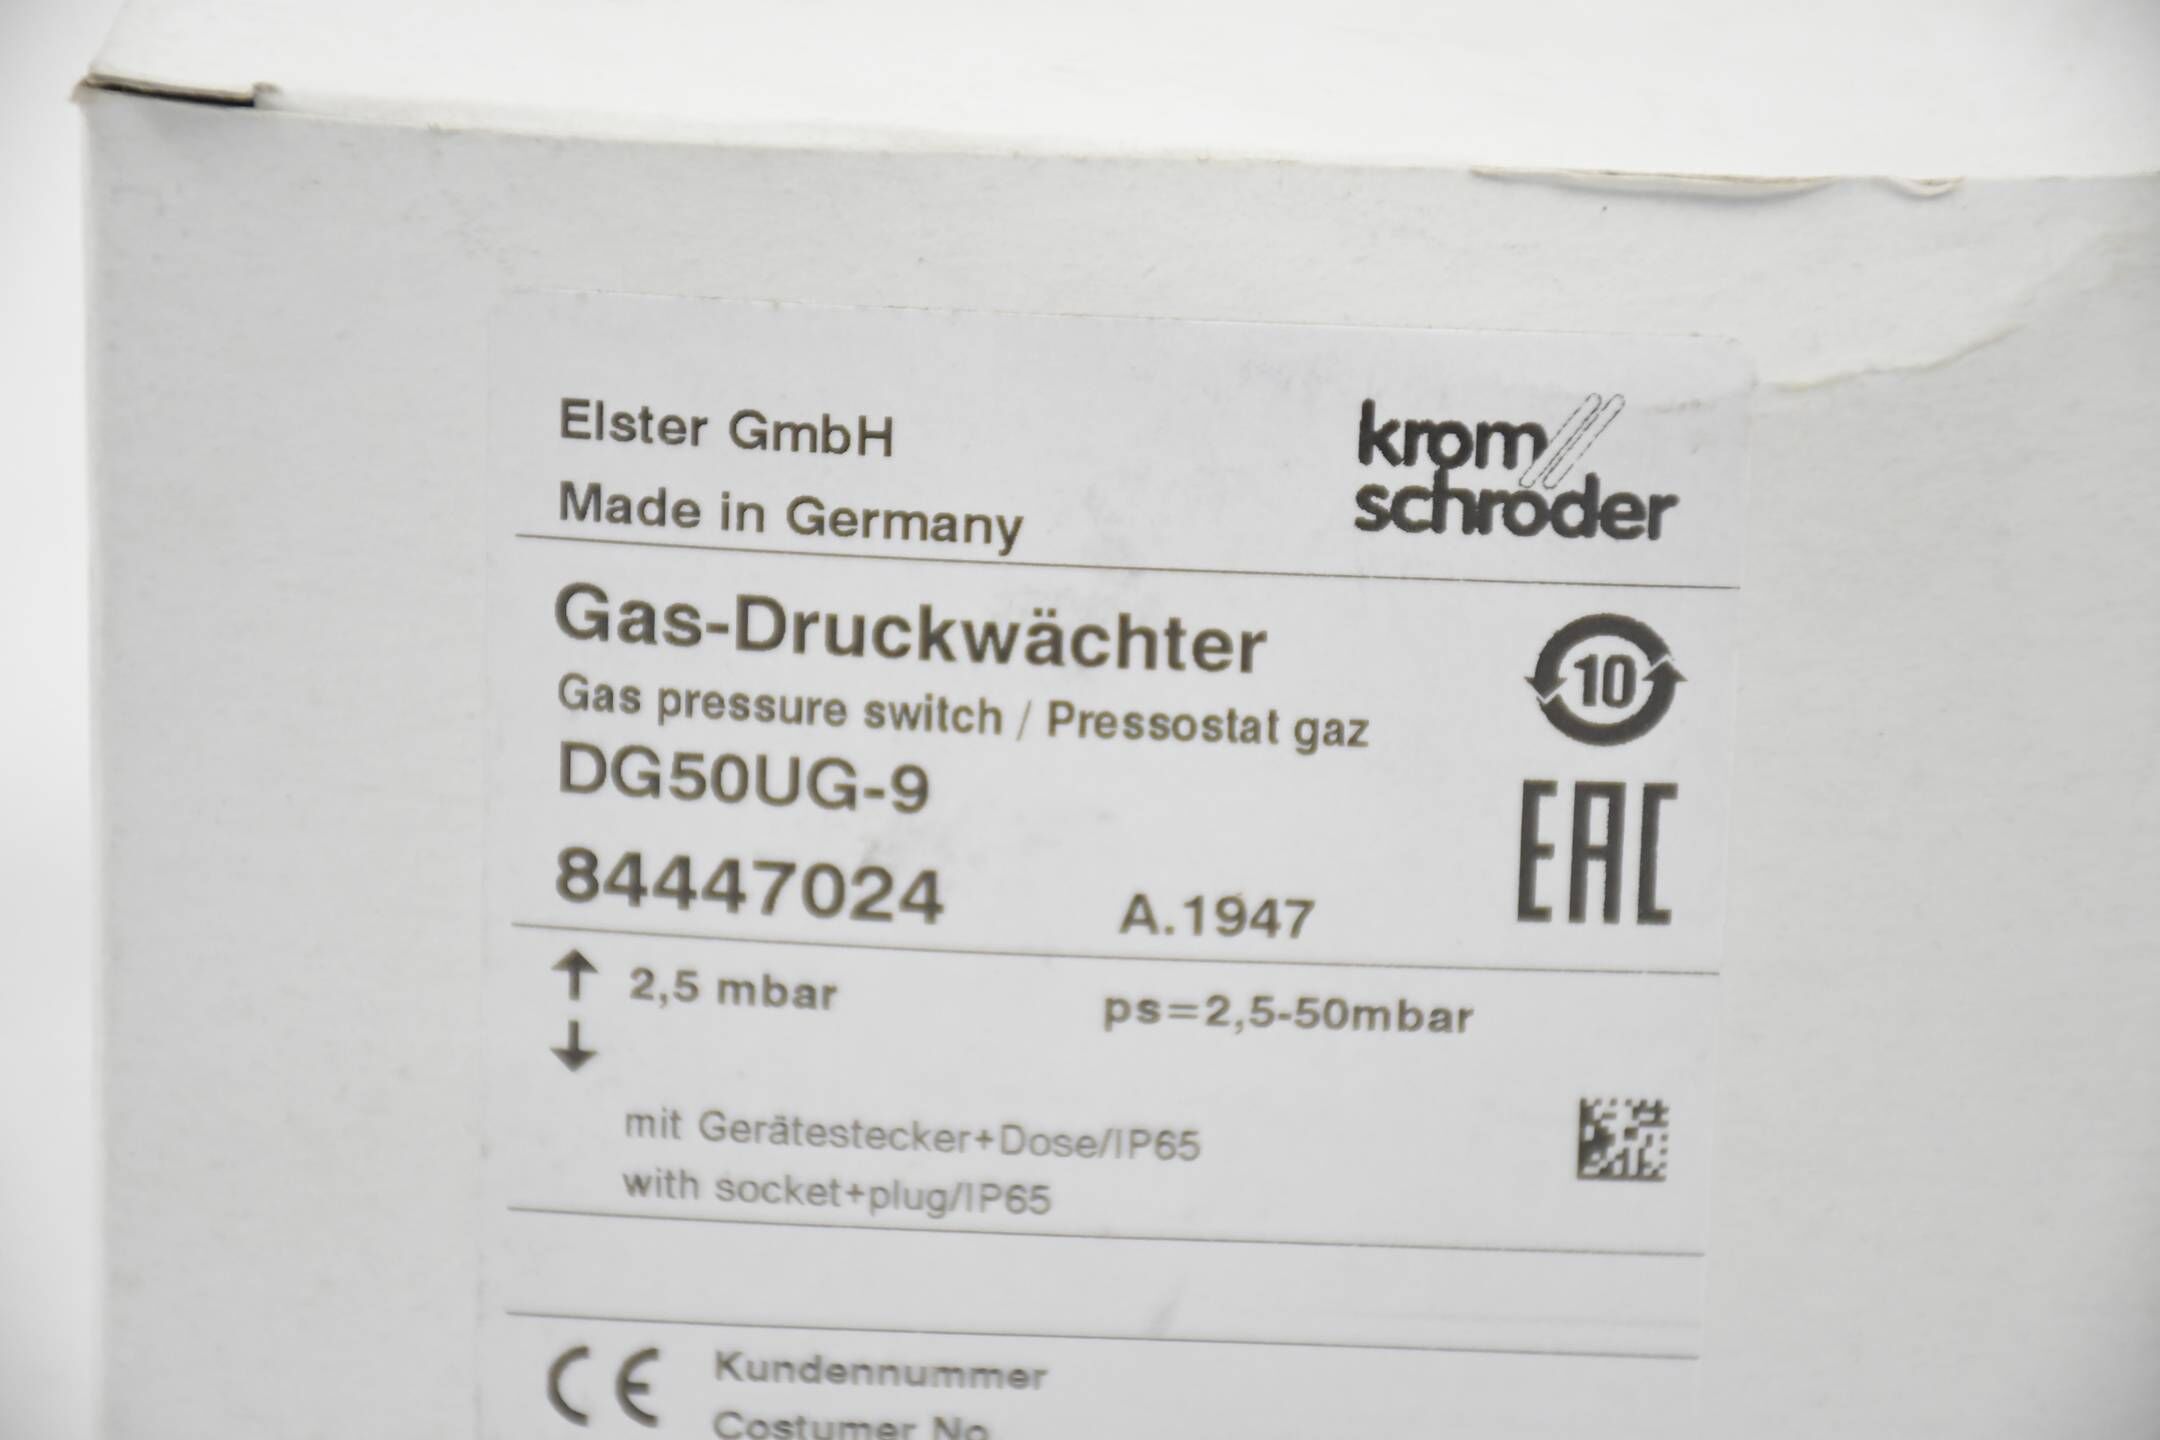 Elster GmbH
Made in Germany
krom
schröder
Gas-Druckwächter
Gas pressure switch / Pressostat gaz
DG50UG-9
10
84447024 A.1947
EAC
↑ 2,5 mbar ps=2,5-50mbar
↓
mit Gerätestecker+Dose/IP65
with socket+plug/IP65
CE Kundennummer
Costumer No.